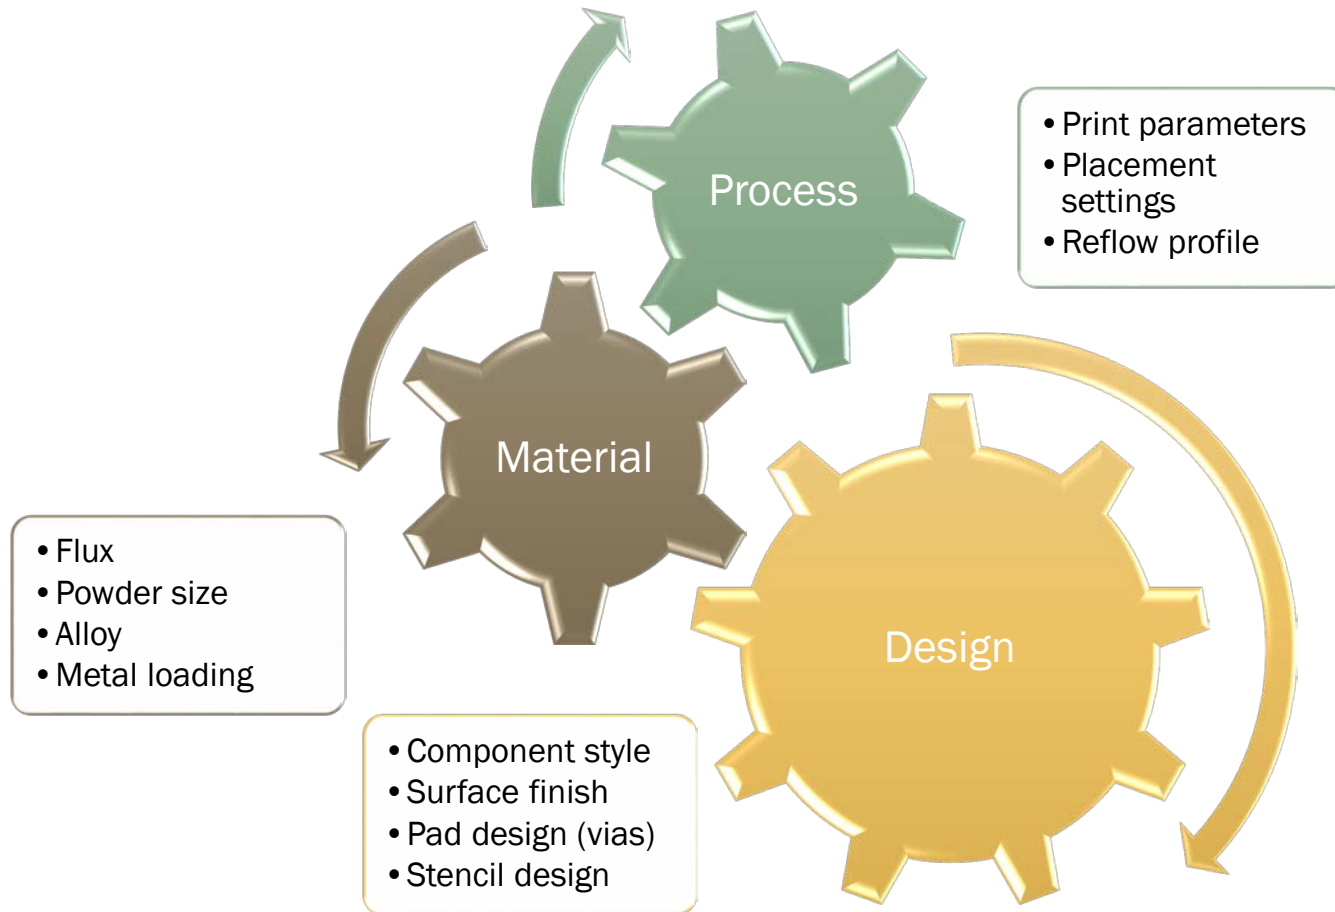 Process
• Print parameters
• Placement
settings
• Reflow profile
Material
• Flux
• Powder size
• Alloy
• Metal loading
Design
• Component style
• Surface finish
• Pad design (vias)
• Stencil design